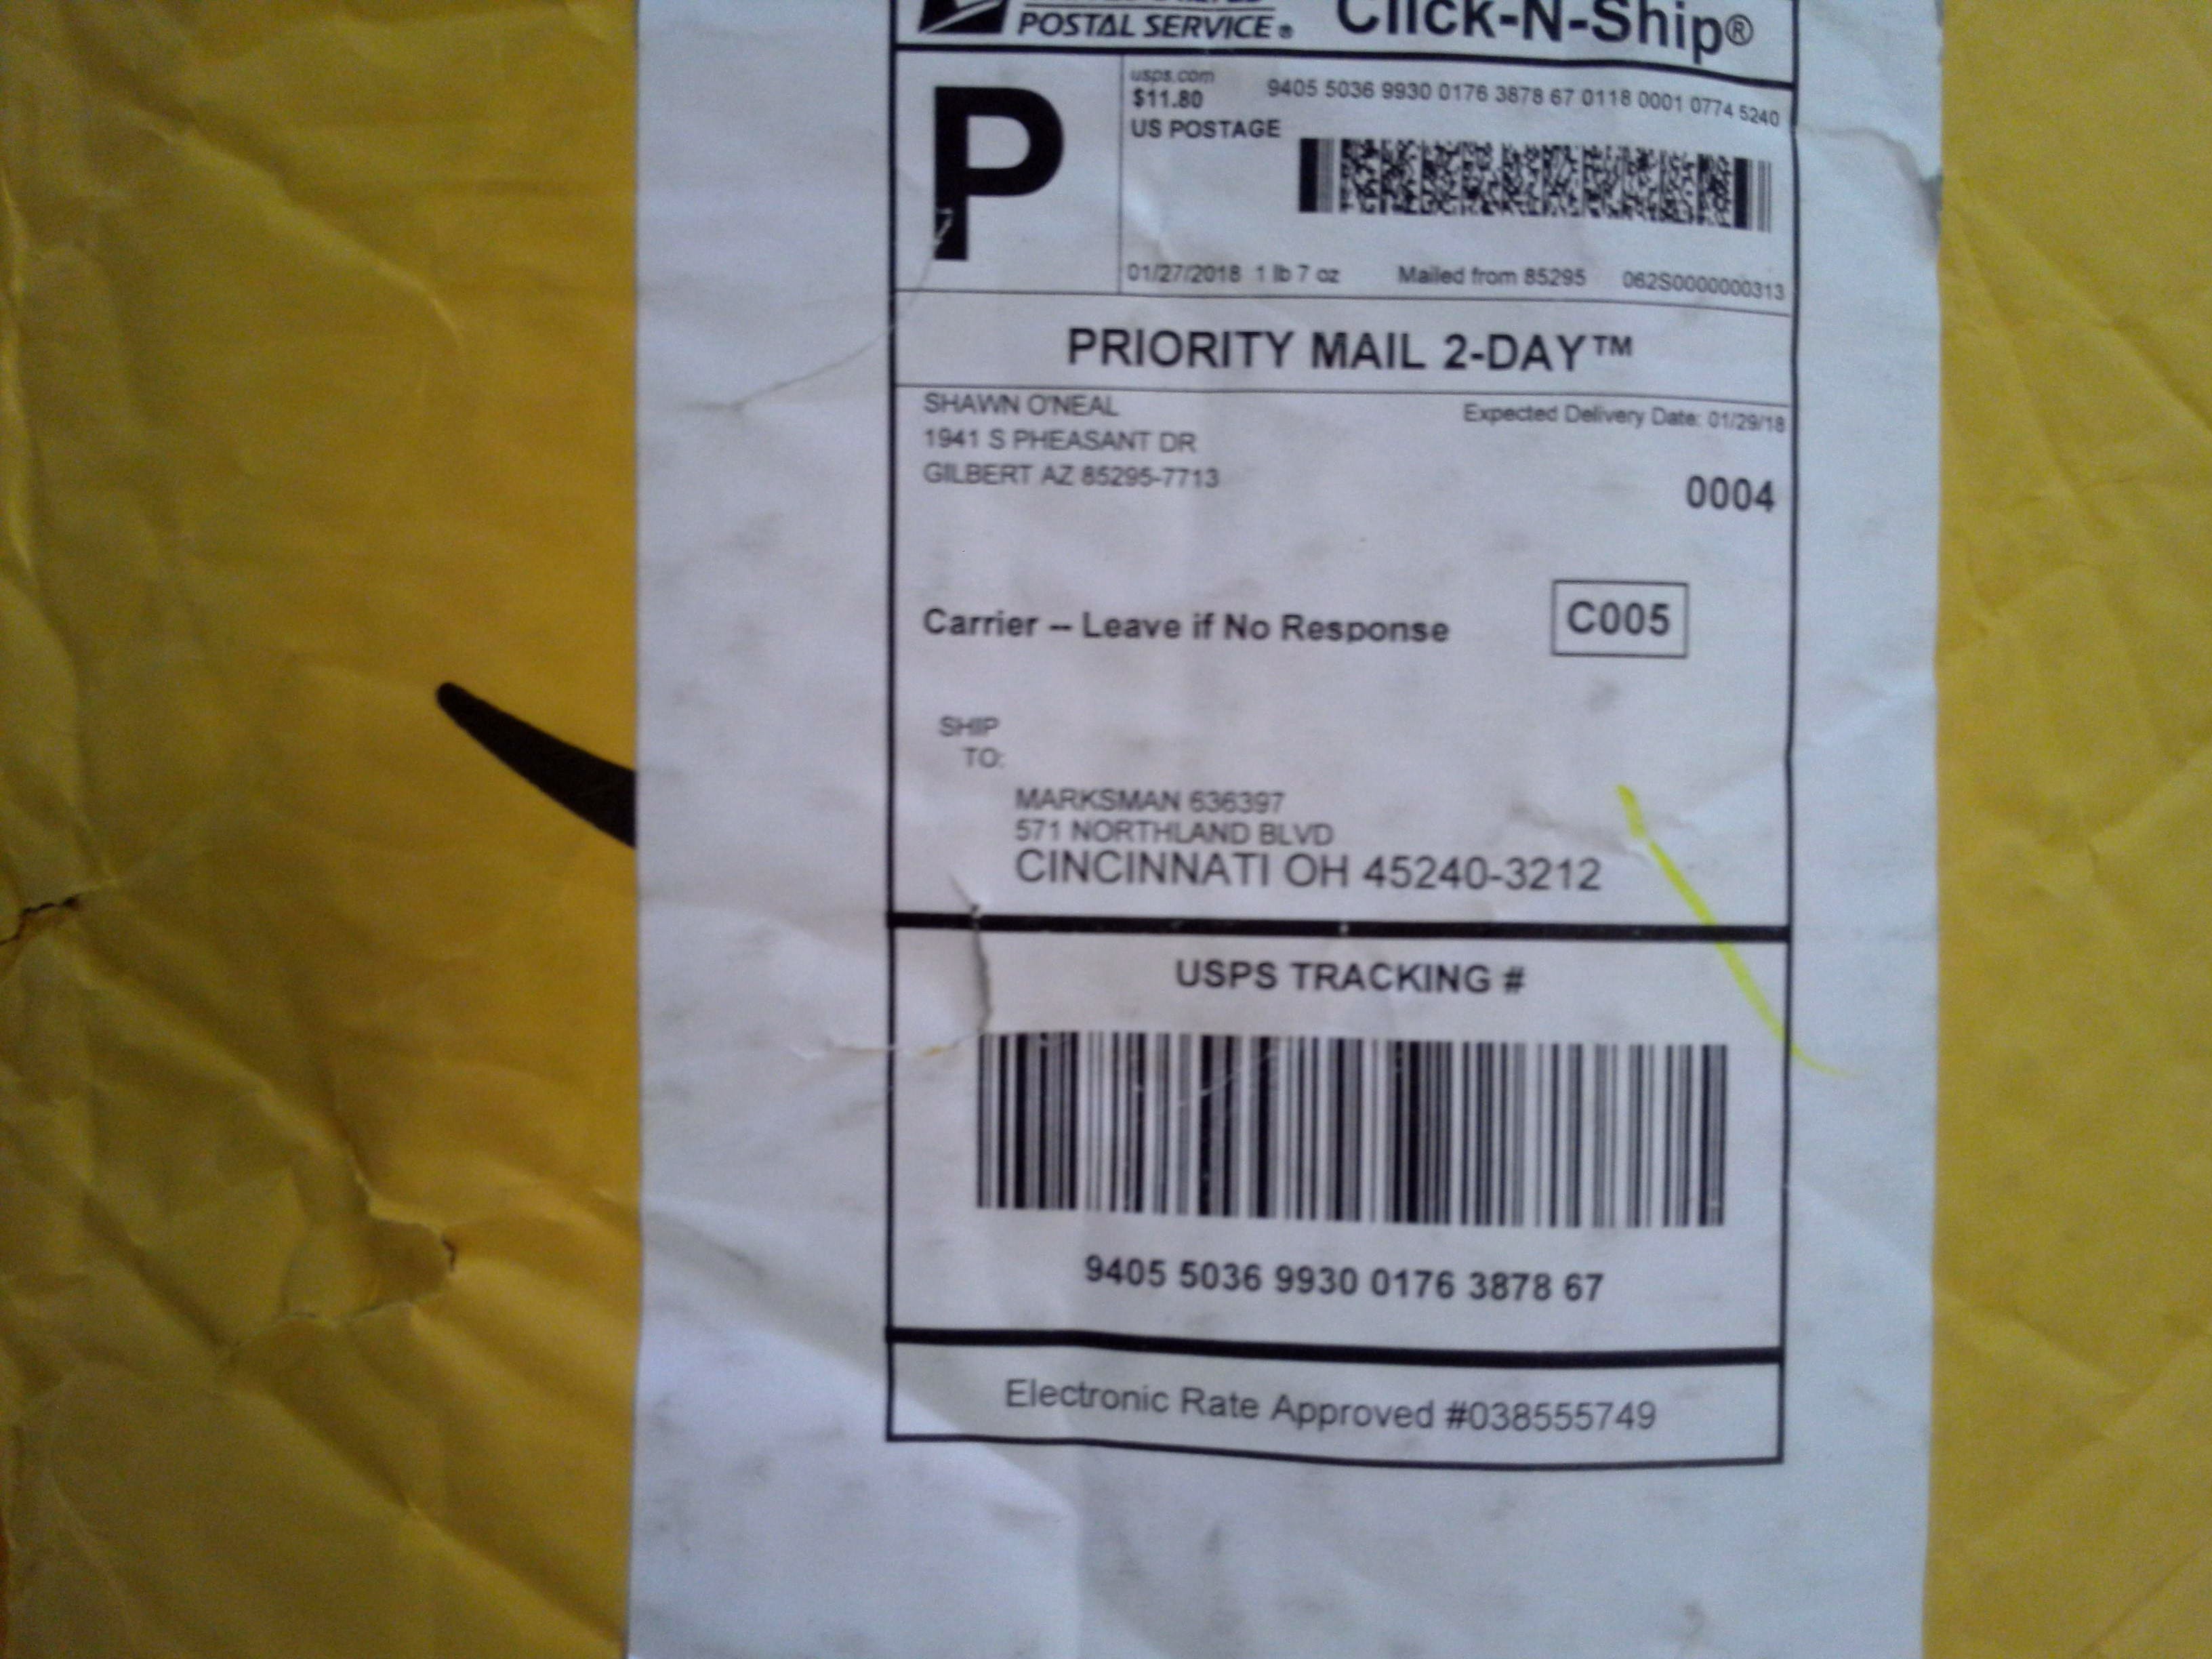 POSTAL SERVICE® Click-N-Ship®
P
usps.com
$11.80
US POSTAGE
9405 5036 9930 0176 3878 67 0118 0001 0774 5240
01/27/2018 1 lb 7 oz Mailed from 85295 062S0000000313
PRIORITY MAIL 2-DAY™
SHAWN O'NEAL
1941 S PHEASANT DR
GILBERT AZ 85295-7713
Expected Delivery Date: 01/29/18
0004
Carrier -- Leave if No Response
C005
SHIP
TO:
MARKSMAN 636397
571 NORTHLAND BLVD
CINCINNATI OH 45240-3212
USPS TRACKING #
9405 5036 9930 0176 3878 67
Electronic Rate Approved #038555749